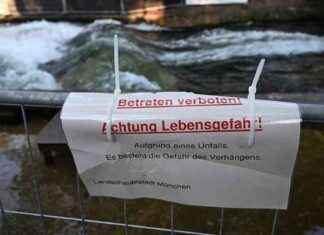 Betreten verboten!
Achtung Lebensgefahr!
Aufgrund eines Unfalls.
Es besteht die Gefahr des Verhängens.
Landeshauptstadt München